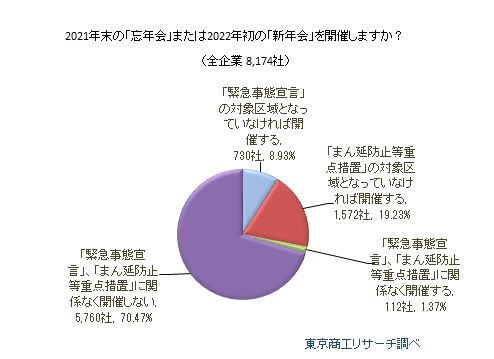 2021年末の「忘年会」または2022年初の「新年会」を開催しますか？
（全企業 8,174社）
「緊急事態宣言」
の対象区域となっ
ていなければ開
催する,
730社, 8.93%
「まん延防止等重
点措置」の対象区
域となっていなけ
れば開催する,
1,572社, 19.23%
「緊急事態宣
言」、「まん延防止
等重点措置」に関
係なく開催する,
112社, 1.37%
「緊急事態宣
言」、「まん延防止
等重点措置」に関
係なく開催しない,
5,760社, 70.47%
東京商工リサーチ調べ